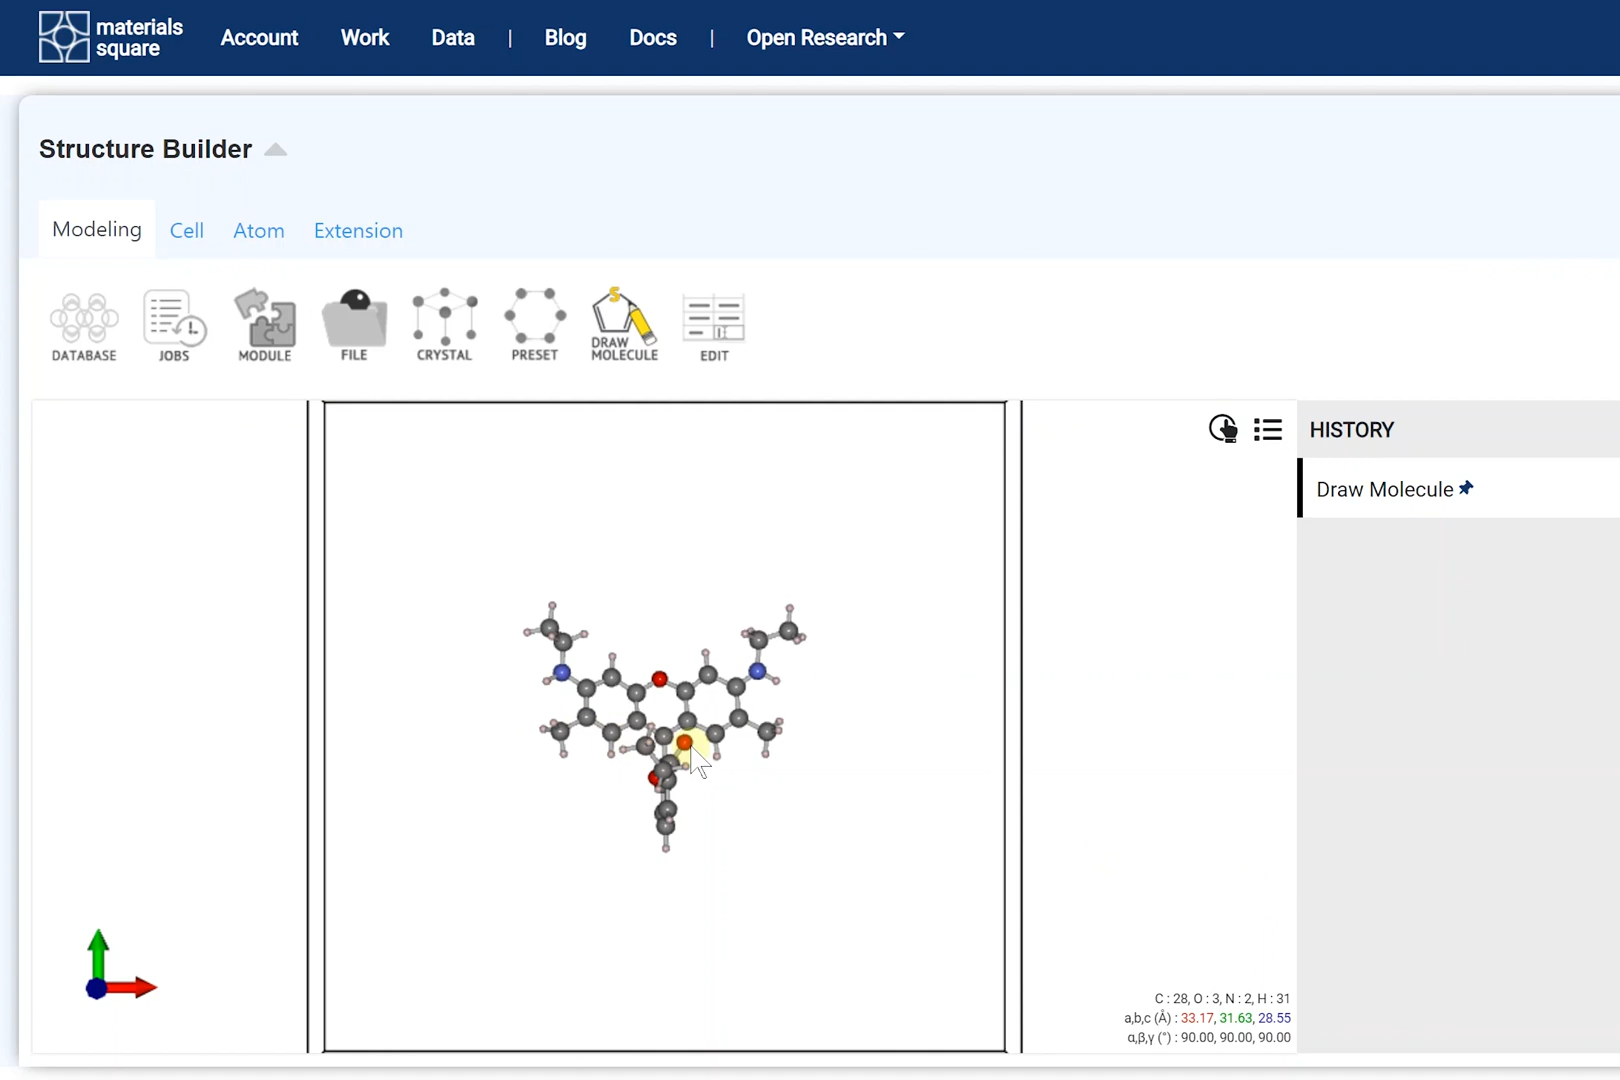 materials
square
Account Work Data | Blog Docs | Open Research
Structure Builder
Modeling Cell Atom Extension
DATABASE JOBS MODULE FILE CRYSTAL PRESET DRAW MOLECULE EDIT
S
HISTORY
Draw Molecule
C : 28, O : 3, N : 2, H : 31
a,b,c (Å) : 33.17, 31.63, 28.55
α,β,γ (°) : 90.00, 90.00, 90.00